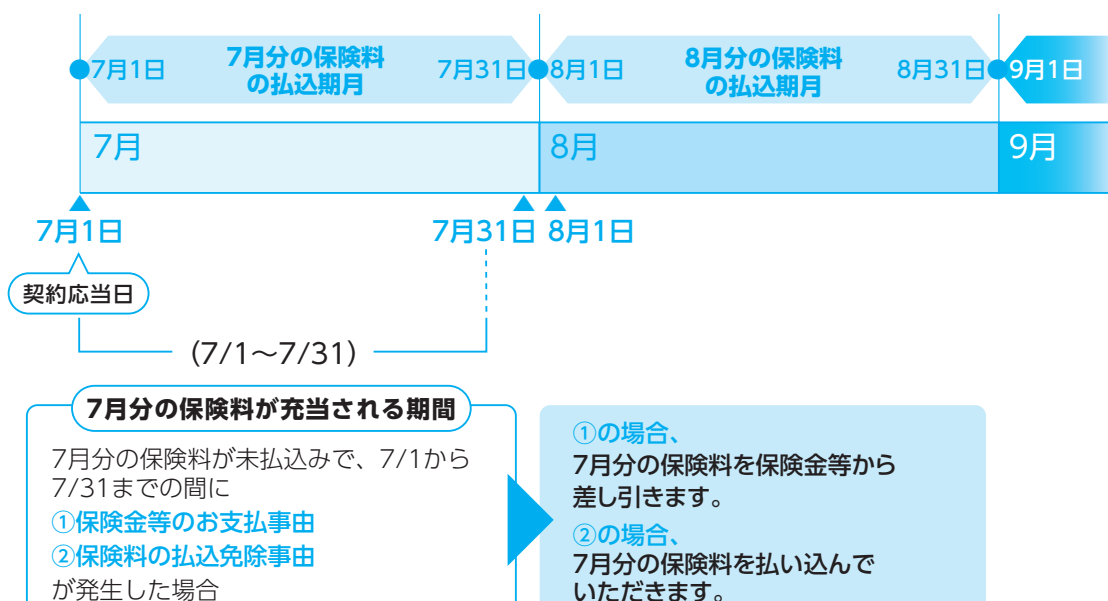 7月1日
7月分の保険料
の払込期月
7月31日
8月1日
8月分の保険料
の払込期月
8月31日
9月1日
7月
8月
9月
7月1日
7月31日
8月1日
契約応当日
(7/1～7/31)
7月分の保険料が充当される期間
7月分の保険料が未払込みで、7/1から
7/31までの間に
①保険金等のお支払事由
②保険料の払込免除事由
が発生した場合
①の場合、
7月分の保険料を保険金等から
差し引きます。
②の場合、
7月分の保険料を払い込んで
いただきます。